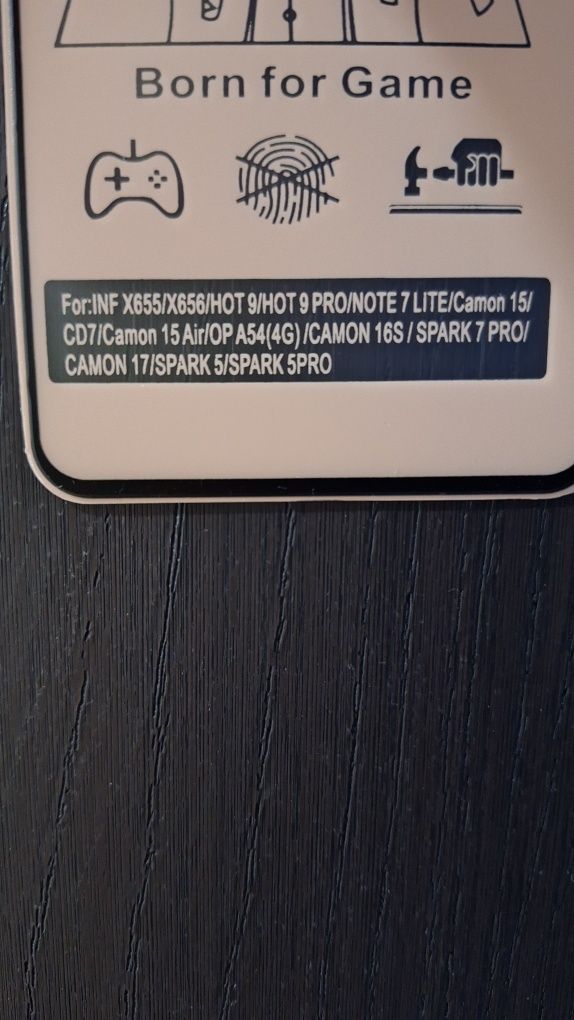 Born for Game
For:INF X655/X656/HOT 9/HOT 9 PRO/NOTE 7 LITE/Camon 15/
CD7/Camon 15 Air/OP A54(4G) /CAMON 16S / SPARK 7 PRO/
CAMON 17/SPARK 5/SPARK 5PRO